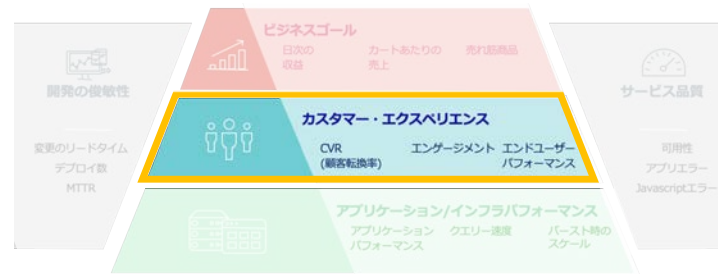 ビジネスゴール
日次の
収益
カートあたりの
売上
売れ筋商品
開発の俊敏性
変更のリードタイム
デプロイ数
MTTR
カスタマー・エクスペリエンス
CVR
(顧客転換率)
エンゲージメント
エンドユーザー
パフォーマンス
サービス品質
可用性
アプリエラー
Javascriptエラー
アプリケーション/インフラパフォーマンス
アプリケーション
パフォーマンス
クエリー速度
バースト時の
スケール